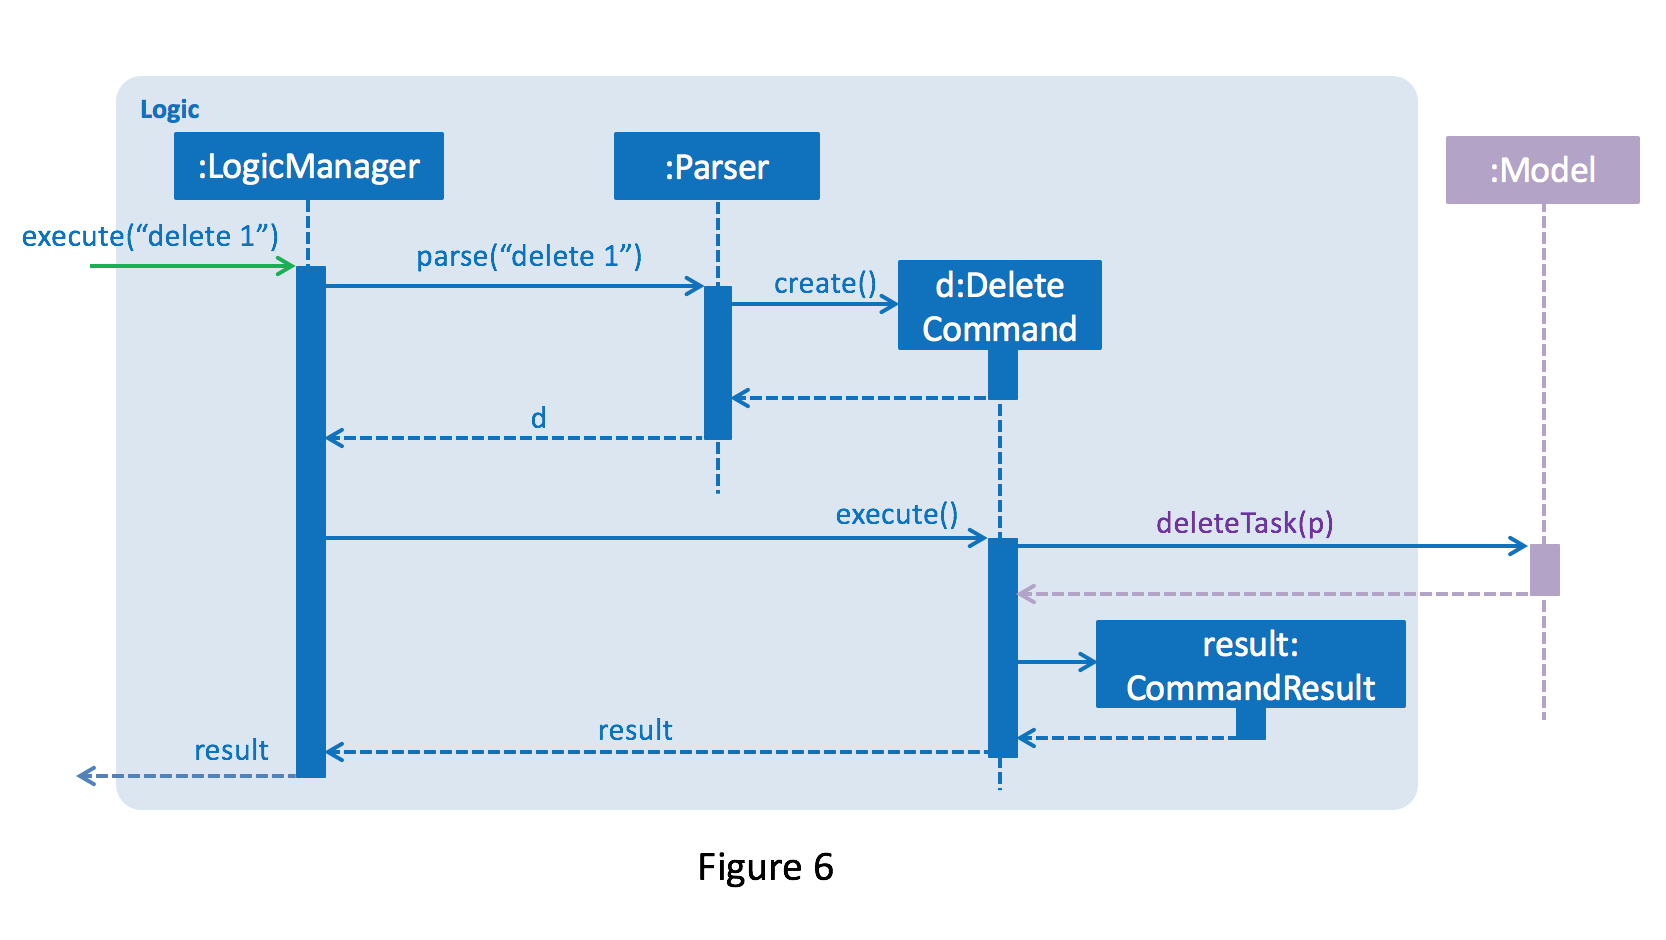 Logic
:LogicManager
:Parser
:Model
execute(“delete 1”)
parse(“delete 1”)
create()
d:Delete
Command
d
execute()
deleteTask(p)
result:
CommandResult
result
result
Figure 6